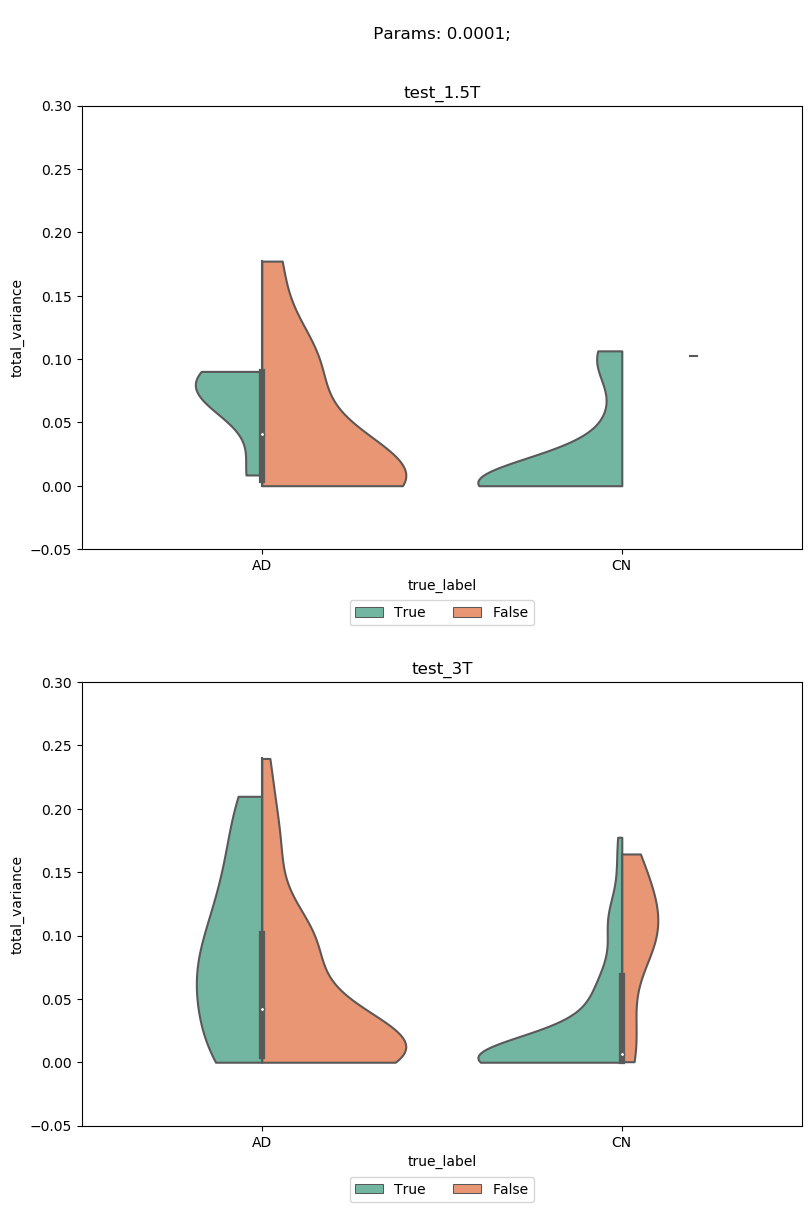 Params: 0.0001;
test_1.5T
0.30
0.25
0.20
0.15
0.10
0.05
0.00
−0.05
total_variance
AD CN
true_label
True False
test_3T
0.30
0.25
0.20
0.15
0.10
0.05
0.00
−0.05
total_variance
AD CN
true_label
True False